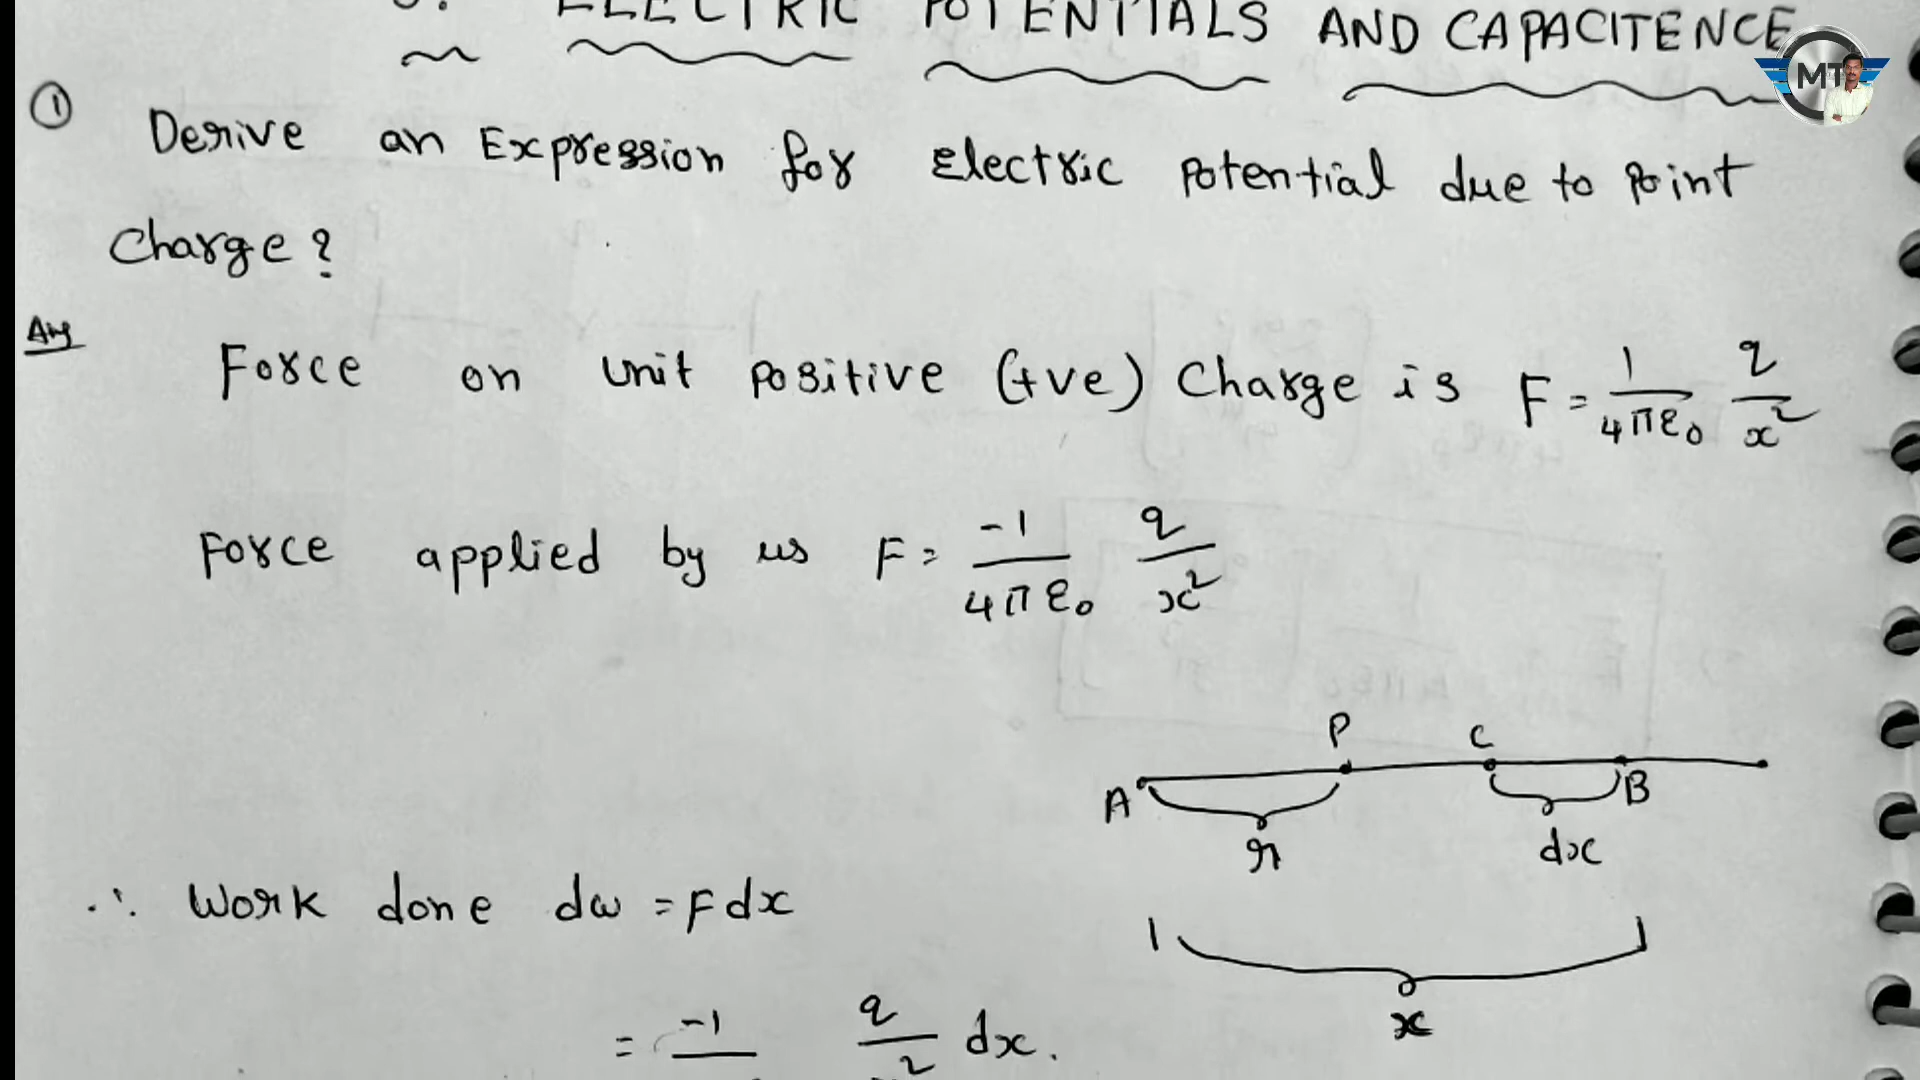 ELECTRIC POTENTIALS AND CAPACITENCE
MT
① Derive an Expression for Electric Potential due to Point
Charge?
Ans
Force on Unit Positive (+ve) Charge is F = 1/4πε₀ q/x²
Force applied by us F = -1/4πε₀ q/x²
P C
A B
r dx
∴ Work done dw = F dx
x
= -1 q/x² dx.